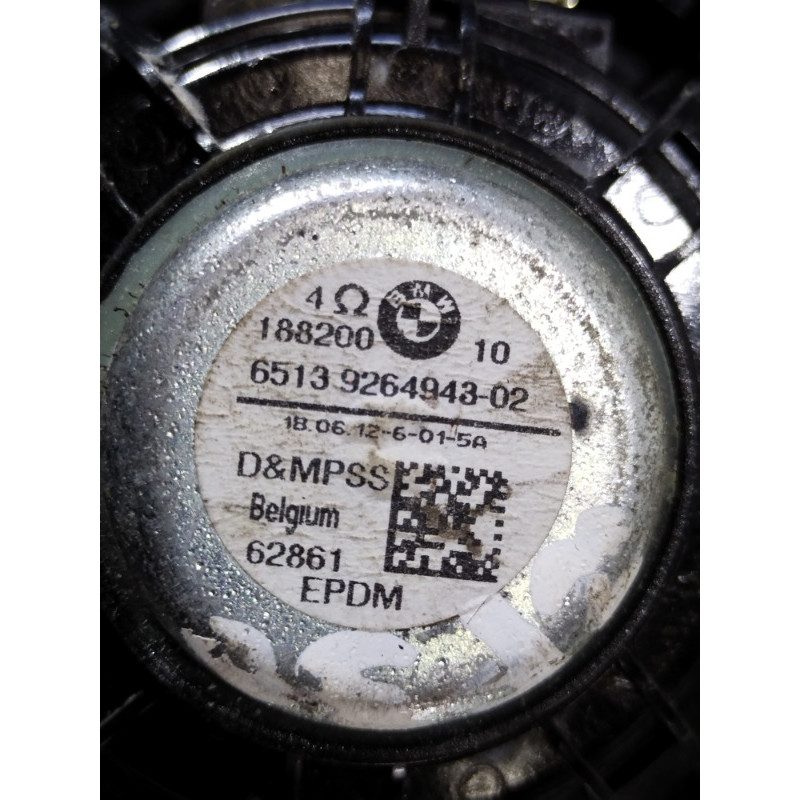 4Ω BMW
188200 10
6513 9264943-02
18.06.12-6-01-5A
D&MPSS
Belgium
62861
EPDM